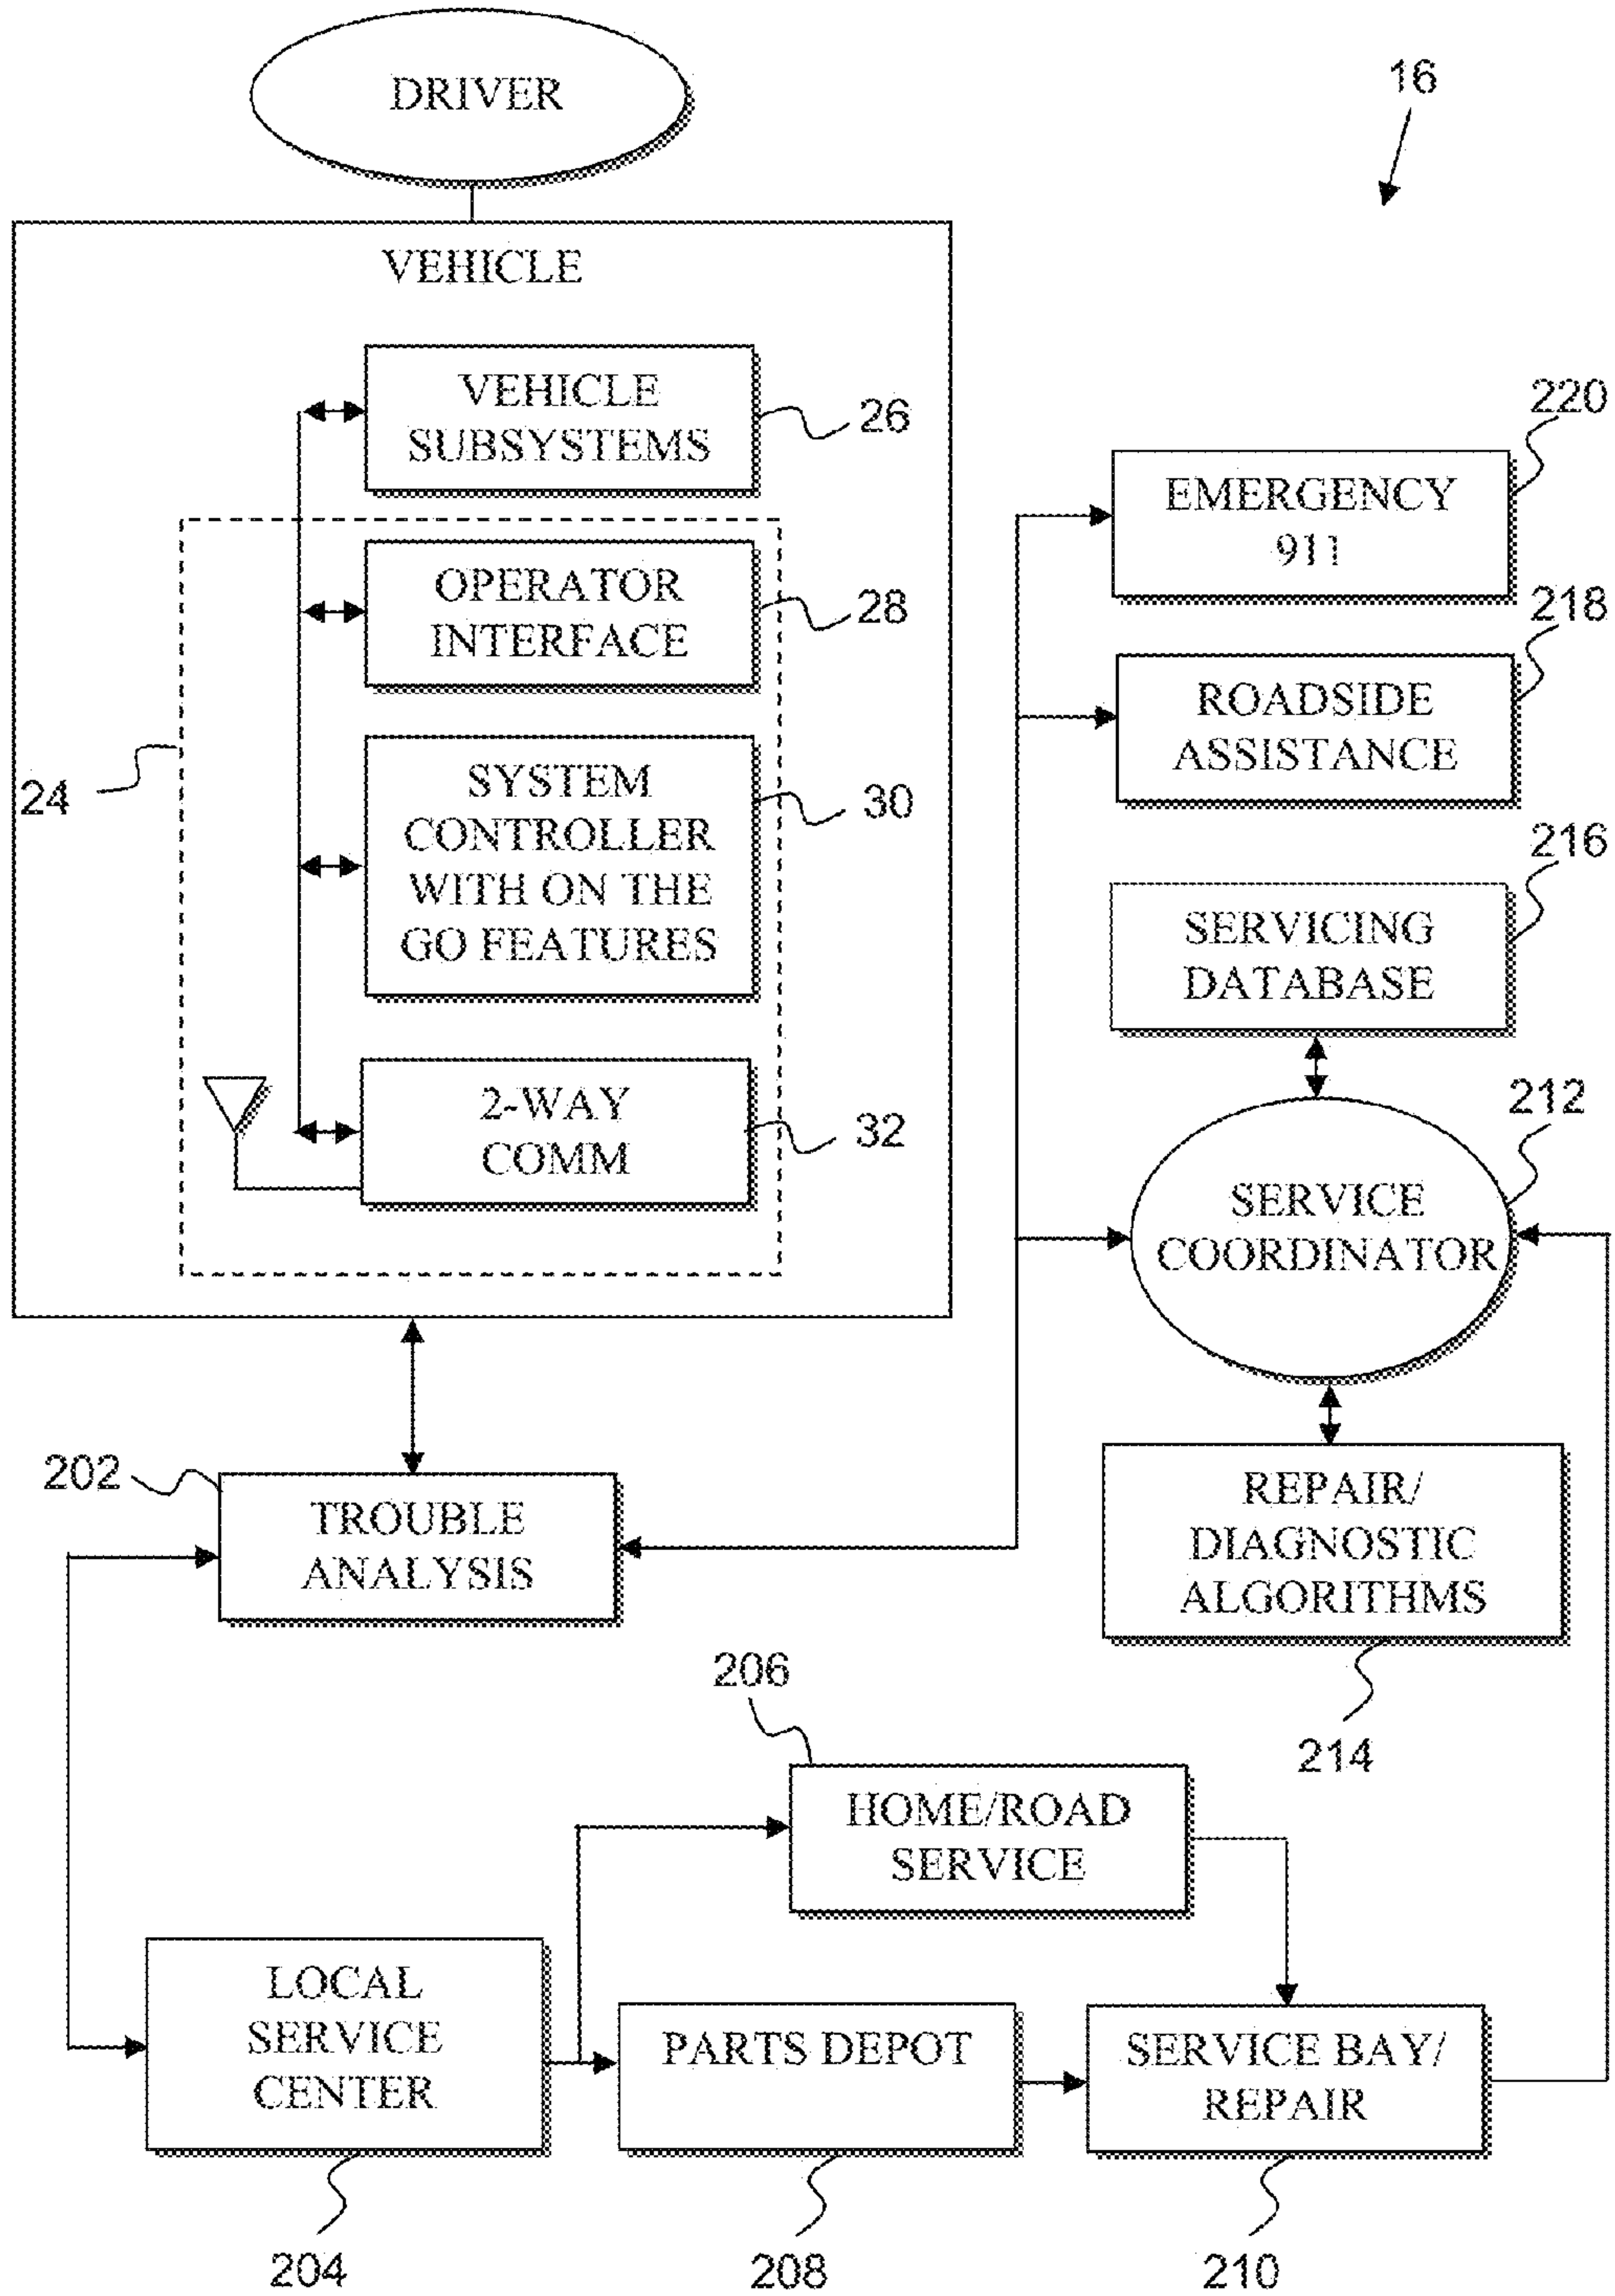 DRIVER
16
VEHICLE
VEHICLE
SUBSYSTEMS
26
OPERATOR
INTERFACE
28
24
SYSTEM
CONTROLLER
WITH ON THE
GO FEATURES
30
2-WAY
COMM
32
220
EMERGENCY
911
218
ROADSIDE
ASSISTANCE
216
SERVICING
DATABASE
212
SERVICE
COORDINATOR
202
TROUBLE
ANALYSIS
REPAIR/
DIAGNOSTIC
ALGORITHMS
214
206
HOME/ROAD
SERVICE
LOCAL
SERVICE
CENTER
204
PARTS DEPOT
208
SERVICE BAY/
REPAIR
210